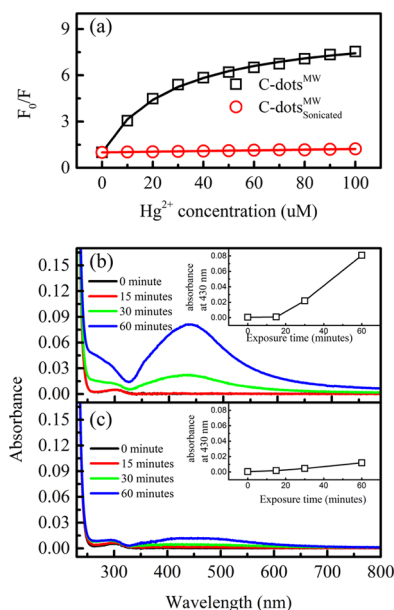 (a)
9
6
3
0
F₀/F
C-dots^MW
C-dots^MW_Sonicated
0 20 40 60 80 100
Hg²⁺ concentration (uM)
Absorbance
(b)
0.15
0.12
0.09
0.06
0.03
0.00
0 minute
15 minutes
30 minutes
60 minutes
absorbance
at 430 nm
0.08
0.06
0.04
0.02
0.00
0 20 40 60
Exposure time (minutes)
(c)
0.15
0.12
0.09
0.06
0.03
0.00
0 minute
15 minutes
30 minutes
60 minutes
absorbance
at 430 nm
0.08
0.06
0.04
0.02
0.00
0 20 40 60
Exposure time (minutes)
300 400 500 600 700 800
Wavelength (nm)